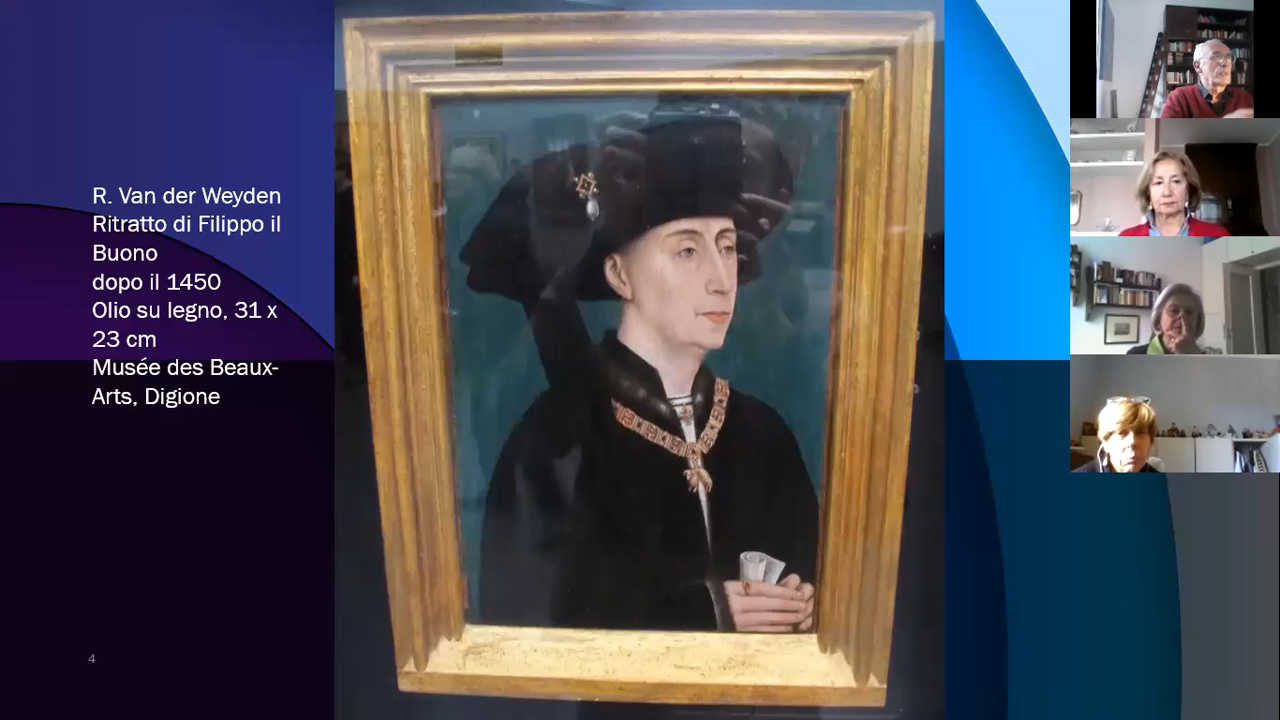 R. Van der Weyden
Ritratto di Filippo il
Buono
dopo il 1450
Olio su legno, 31 x
23 cm
Musée des Beaux-
Arts, Digione
4